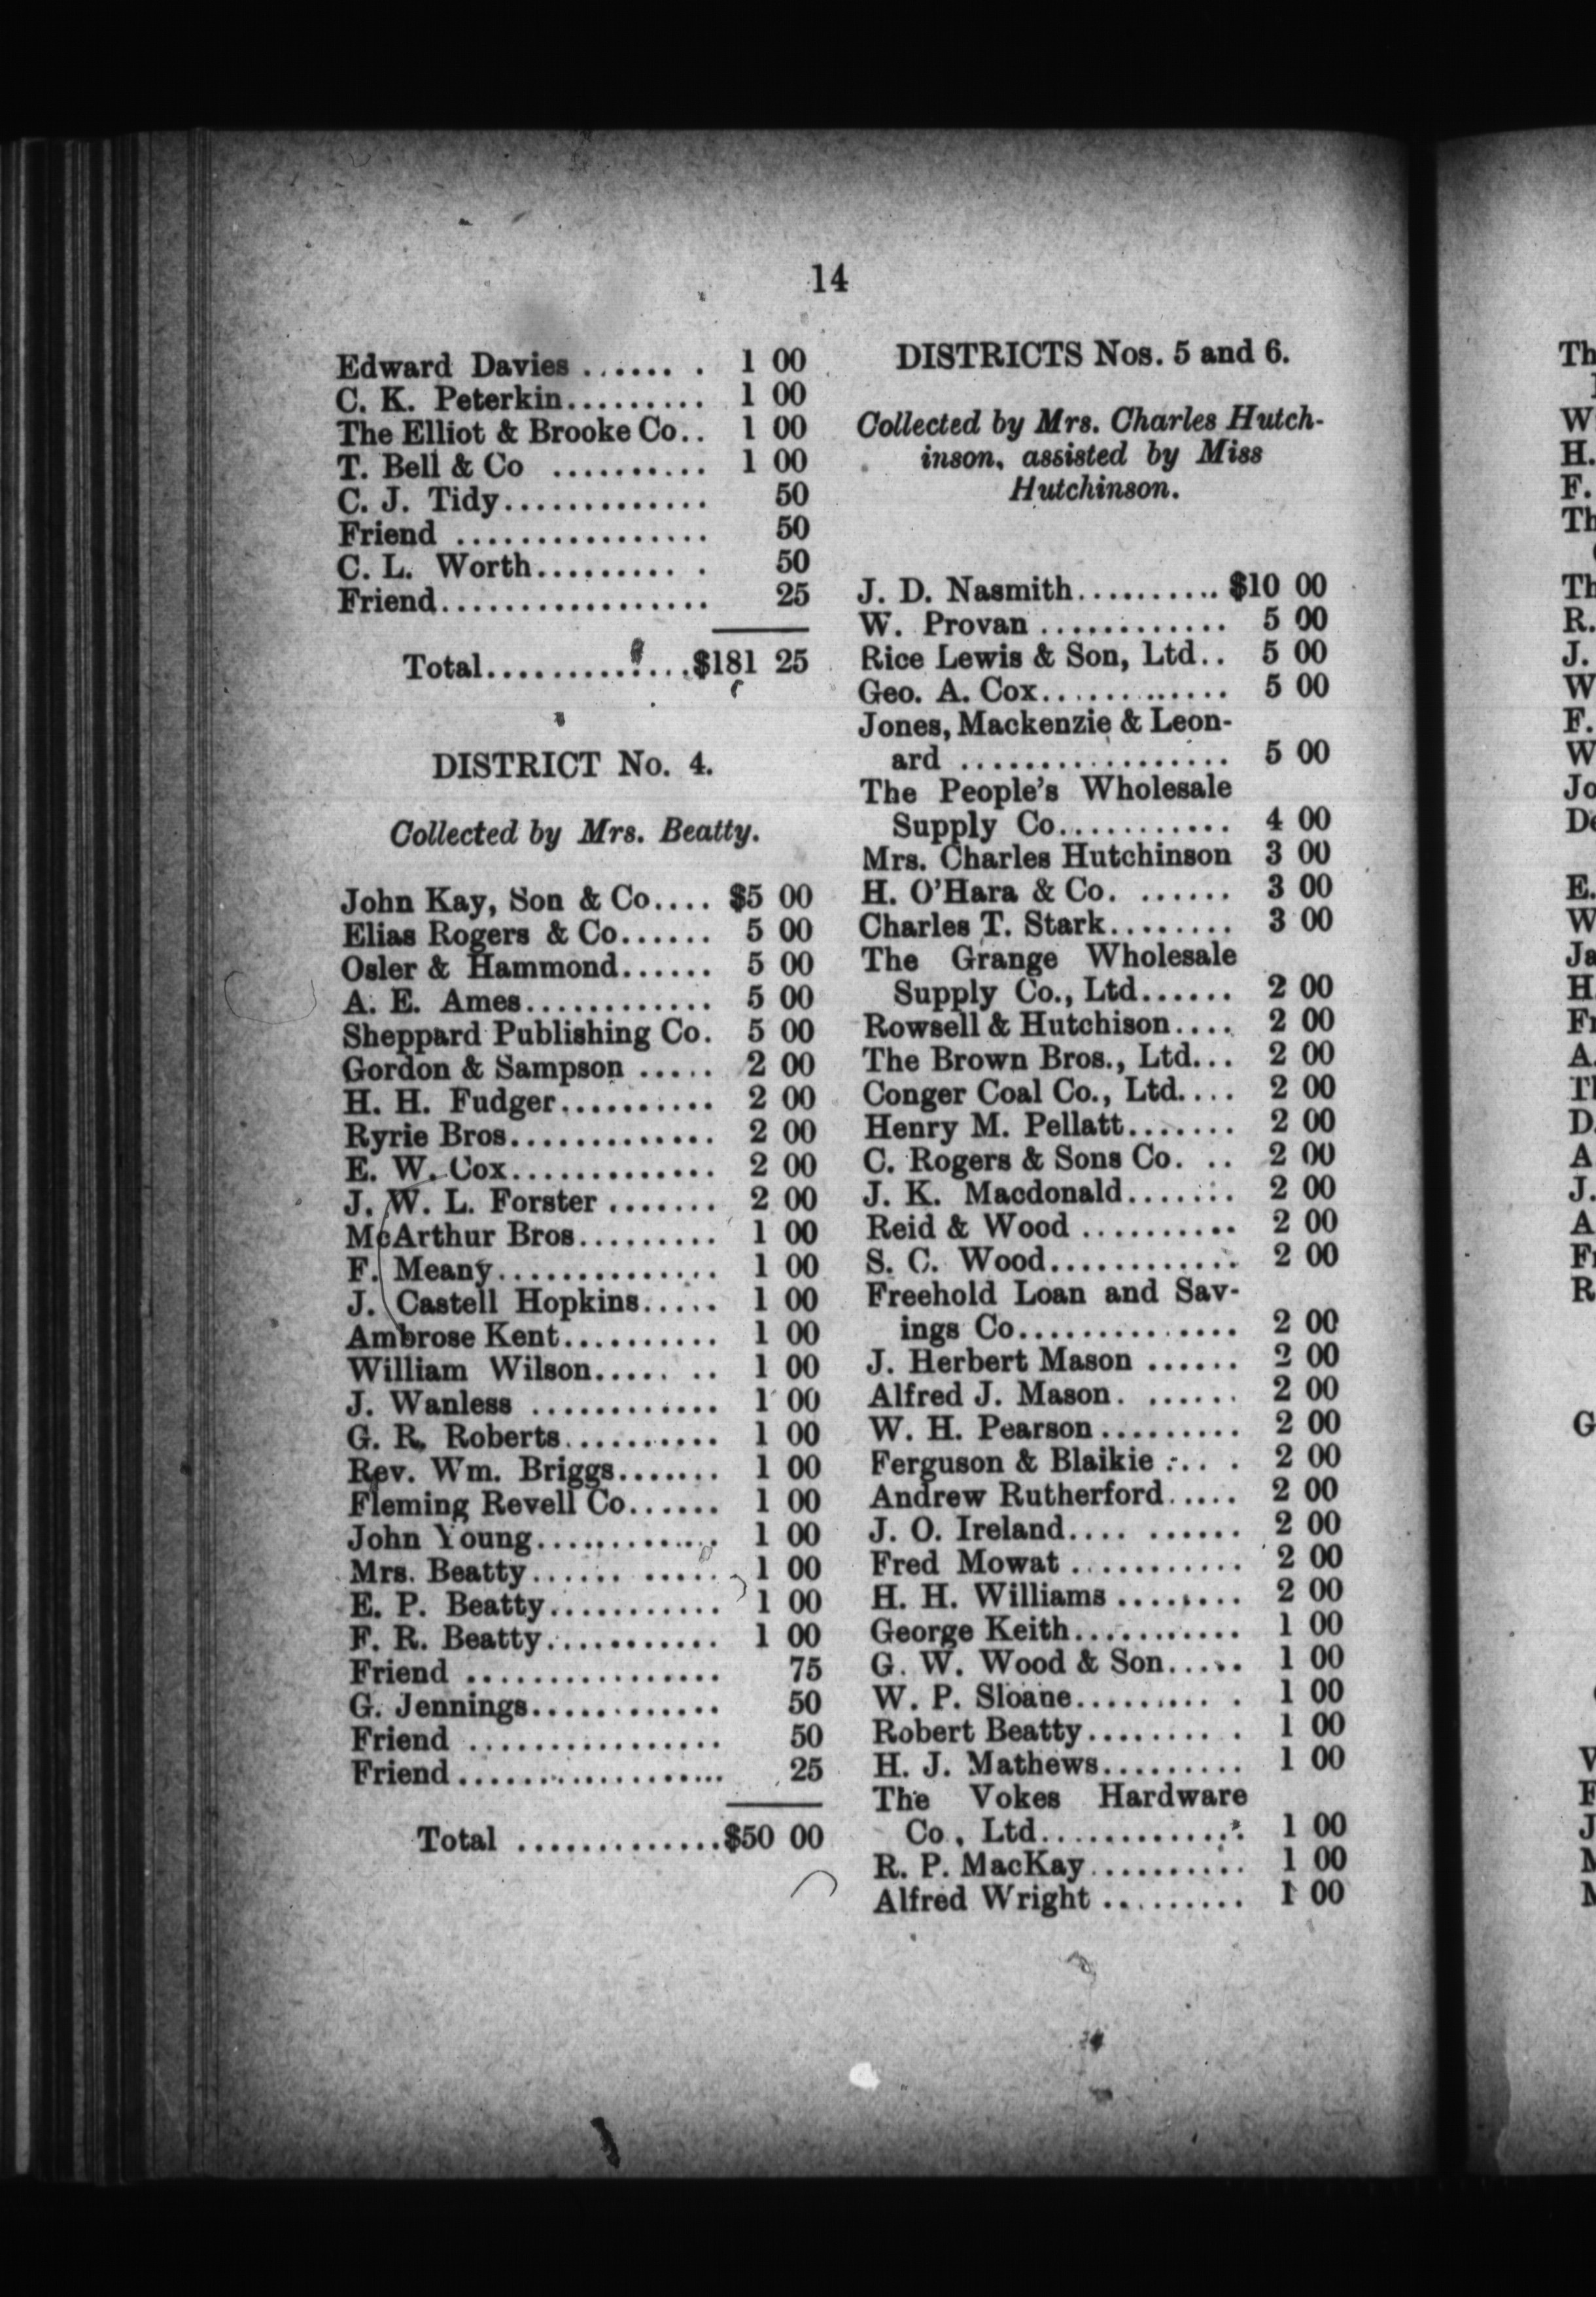 14
Edward Davies ...... . 1 00
C. K. Peterkin......... 1 00
The Elliot & Brooke Co.. 1 00
T. Bell & Co .......... 1 00
C. J. Tidy............. 50
Friend ................ 50
C. L. Worth.......... . 50
Friend................. 25
Total................$181 25
DISTRICT No. 4.
Collected by Mrs. Beatty.
John Kay, Son & Co.... $5 00
Elias Rogers & Co...... 5 00
Osler & Hammond...... 5 00
A. E. Ames............ 5 00
Sheppard Publishing Co. 5 00
Gordon & Sampson ..... 2 00
H. H. Fudger.......... 2 00
Ryrie Bros............. 2 00
E. W. Cox............. 2 00
J. W. L. Forster ....... 2 00
McArthur Bros......... 1 00
F. Meany.............. 1 00
J. Castell Hopkins..... 1 00
Ambrose Kent.......... 1 00
William Wilson..... .. 1 00
J. Wanless ............ 1 00
G. R. Roberts.......... 1 00
Rev. Wm. Briggs....... 1 00
Fleming Revell Co...... 1 00
John Young............ 1 00
Mrs. Beatty...... ..... 1 00
E. P. Beatty........... 1 00
F. R. Beatty........... 1 00
Friend ................ 75
G. Jennings............ 50
Friend ................ 50
Friend................. 25
Total .............$50 00
DISTRICTS Nos. 5 and 6.
Collected by Mrs. Charles Hutch-
inson, assisted by Miss
Hutchinson.
J. D. Nasmith.......... $10 00
W. Provan ............ 5 00
Rice Lewis & Son, Ltd.. 5 00
Geo. A. Cox............ 5 00
Jones, Mackenzie & Leon-
ard ................. 5 00
The People's Wholesale
Supply Co........... 4 00
Mrs. Charles Hutchinson 3 00
H. O'Hara & Co. ...... 3 00
Charles T. Stark........ 3 00
The Grange Wholesale
Supply Co., Ltd...... 2 00
Rowsell & Hutchison.... 2 00
The Brown Bros., Ltd... 2 00
Conger Coal Co., Ltd.... 2 00
Henry M. Pellatt....... 2 00
C. Rogers & Sons Co. .. 2 00
J. K. Macdonald....... 2 00
Reid & Wood .......... 2 00
S. C. Wood............ 2 00
Freehold Loan and Sav-
ings Co.............. 2 00
J. Herbert Mason ...... 2 00
Alfred J. Mason. ...... 2 00
W. H. Pearson ......... 2 00
Ferguson & Blaikie ... . 2 00
Andrew Rutherford..... 2 00
J. O. Ireland.... ...... 2 00
Fred Mowat ........... 2 00
H. H. Williams ........ 2 00
George Keith........... 1 00
G. W. Wood & Son..... 1 00
W. P. Sloane......... . 1 00
Robert Beatty.......... 1 00
H. J. Mathews......... 1 00
The Vokes Hardware
Co., Ltd............. 1 00
R. P. MacKay.......... 1 00
Alfred Wright ......... 1 00